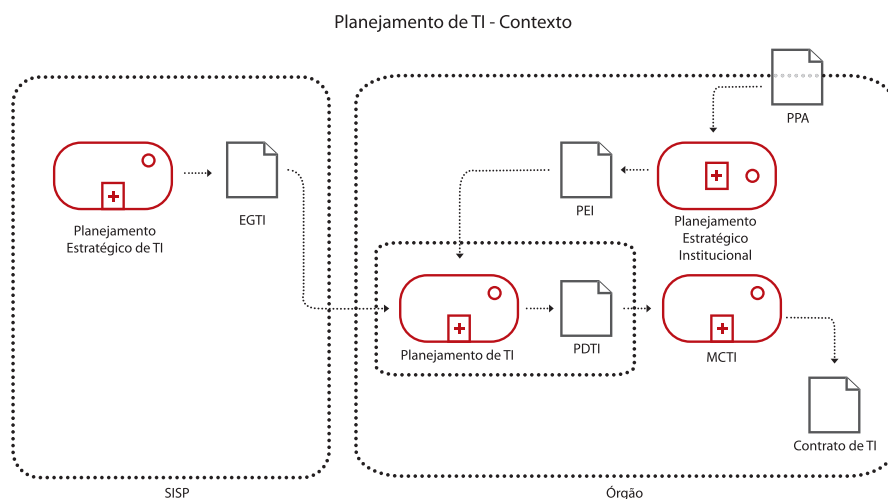 Planejamento de TI - Contexto
PPA
Planejamento
Estratégico de TI
EGTI
PEI
Planejamento
Estratégico
Institucional
Planejamento de TI
PDTI
MCTI
Contrato de TI
SISP
Órgão